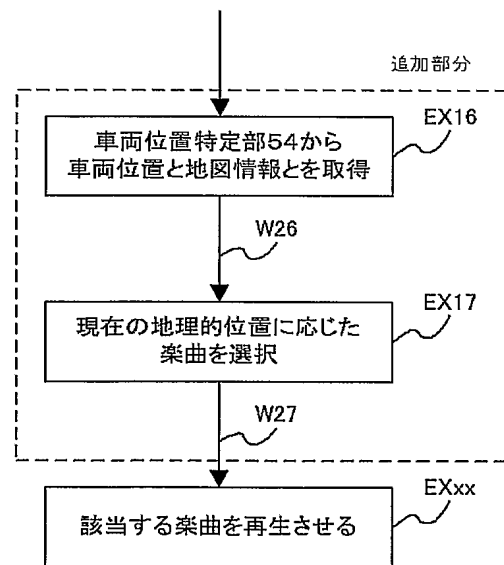 追加部分
EX16
車両位置特定部54から
車両位置と地図情報とを取得
W26
EX17
現在の地理的位置に応じた
楽曲を選択
W27
EXxx
該当する楽曲を再生させる